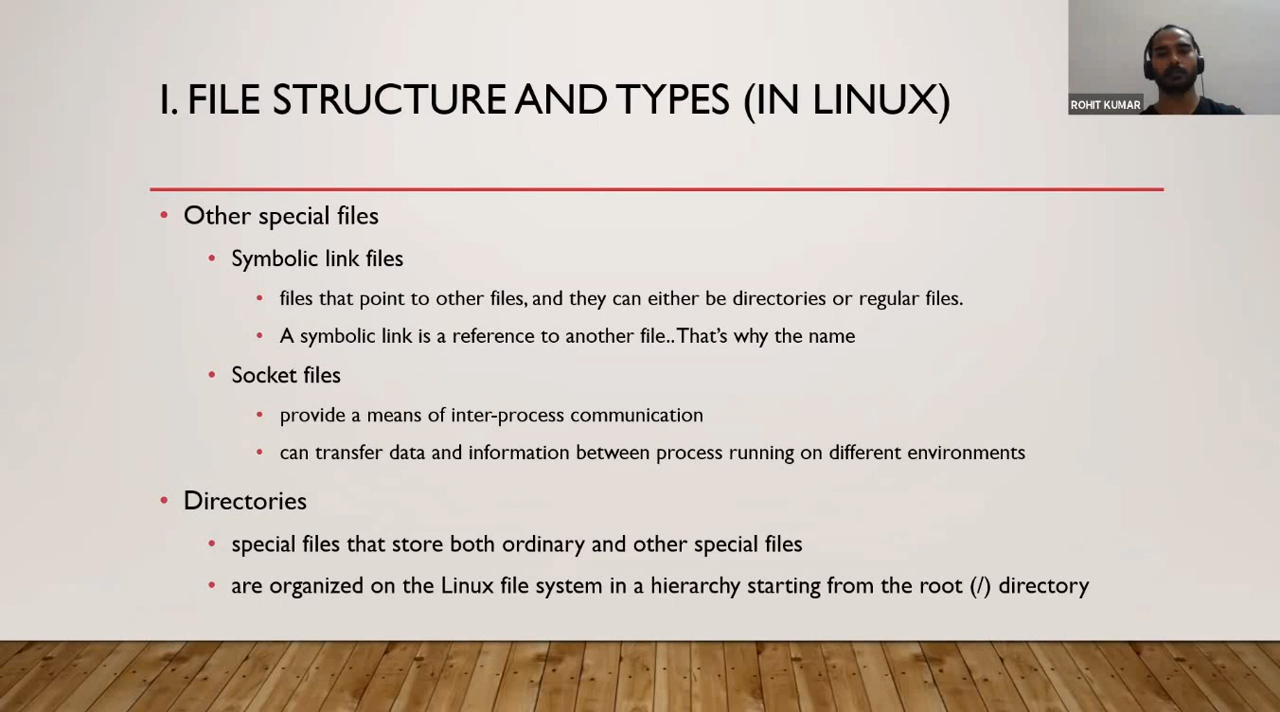 I. FILE STRUCTURE AND TYPES (IN LINUX)
ROHIT KUMAR
• Other special files
• Symbolic link files
• files that point to other files, and they can either be directories or regular files.
• A symbolic link is a reference to another file.. That's why the name
• Socket files
• provide a means of inter-process communication
• can transfer data and information between process running on different environments
• Directories
• special files that store both ordinary and other special files
• are organized on the Linux file system in a hierarchy starting from the root (/) directory